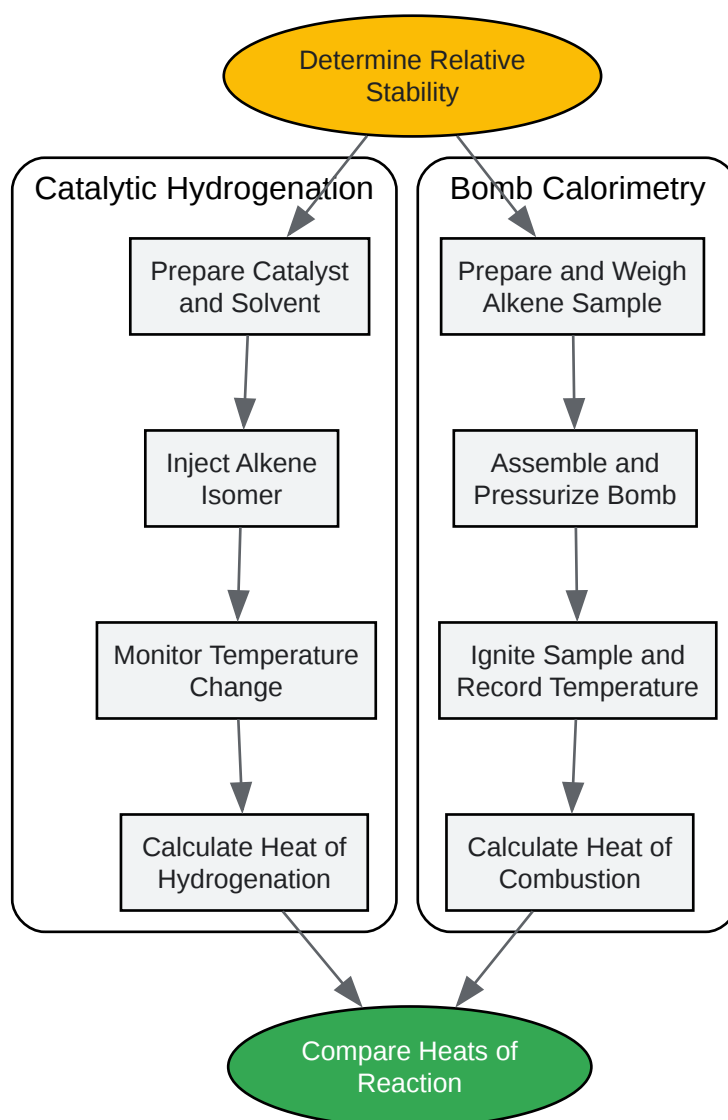 Determine Relative
Stability
Catalytic Hydrogenation
Prepare Catalyst
and Solvent
Inject Alkene
Isomer
Monitor Temperature
Change
Calculate Heat of
Hydrogenation
Bomb Calorimetry
Prepare and Weigh
Alkene Sample
Assemble and
Pressurize Bomb
Ignite Sample and
Record Temperature
Calculate Heat of
Combustion
Compare Heats of
Reaction